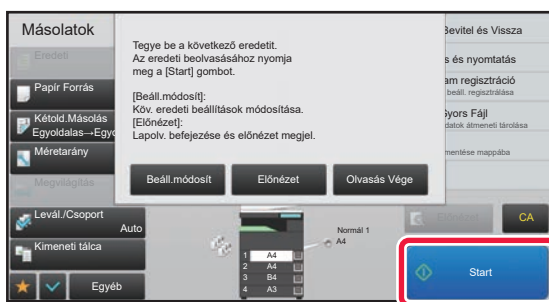 Másolatok
Eredeti
Papír Forrás
Kétold.Másolás
Egyoldalas→Egyo
Méretarány
Megvilágítás
Levál./Csoport
Auto
Kimeneti tálca
Egyéb
Tegye be a következő eredetit.
Az eredeti beolvasásához nyomja
meg a [Start] gombot.
[Beáll.módosít]:
Köv. eredeti beállítások módosítása.
[Előnézet]:
Lapolv. befejezése és előnézet megjel.
Beáll.módosít
Előnézet
Olvasás Vége
Bevitel és Vissza
s és nyomtatás
am regisztráció
beáll. regisztrálása
Gyors Fájl
datok átmeneti tárolása
mentése mappába
Normál 1
A4
1 A4
2 A4
3 B4
4 A3
Előnézet
CA
Start